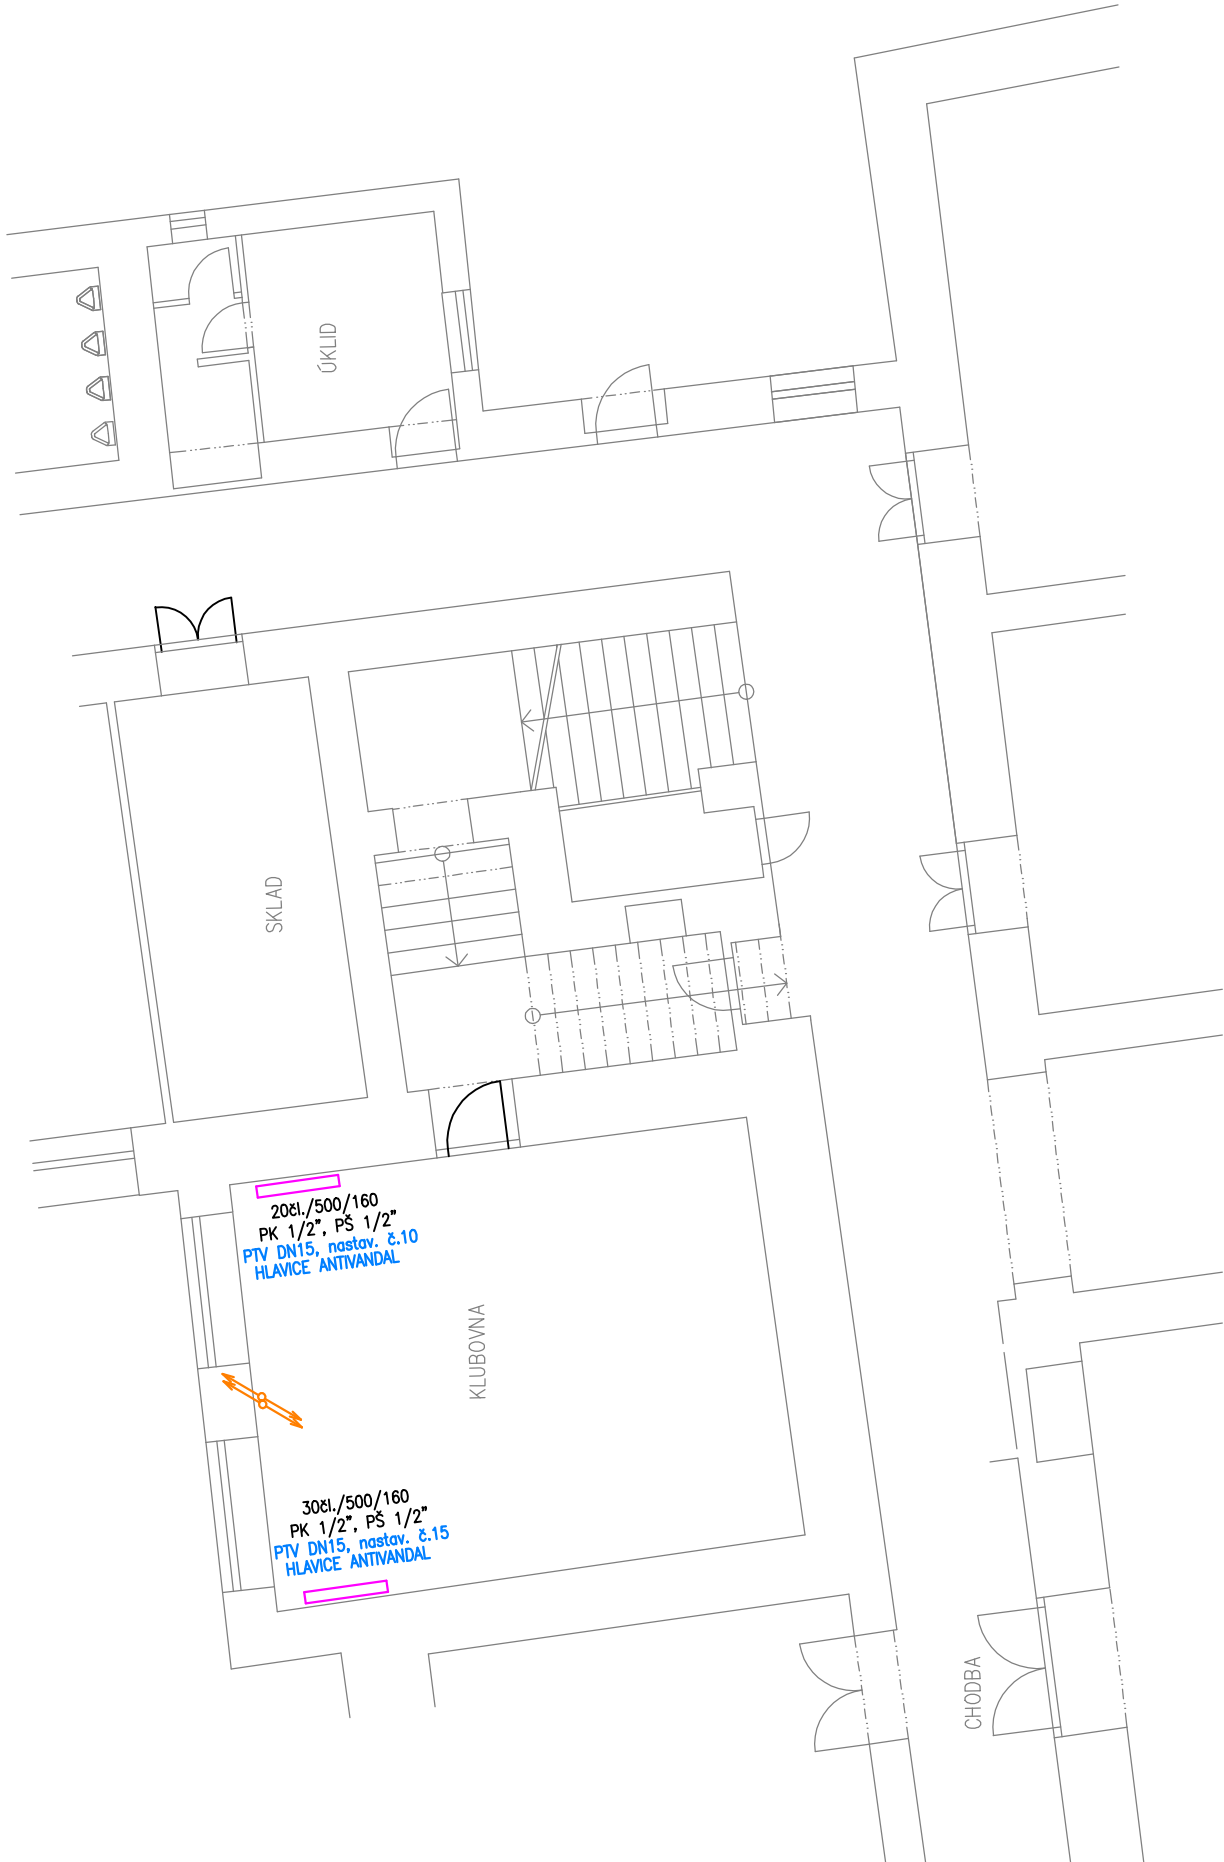 ÚKLID
SKLAD
20čl./500/160
PK 1/2", PŠ 1/2"
PTV DN15, nastav. č.10
HLAVICE ANTIVANDAL
KLUBOVNA
30čl./500/160
PK 1/2", PŠ 1/2"
PTV DN15, nastav. č.15
HLAVICE ANTIVANDAL
CHODBA